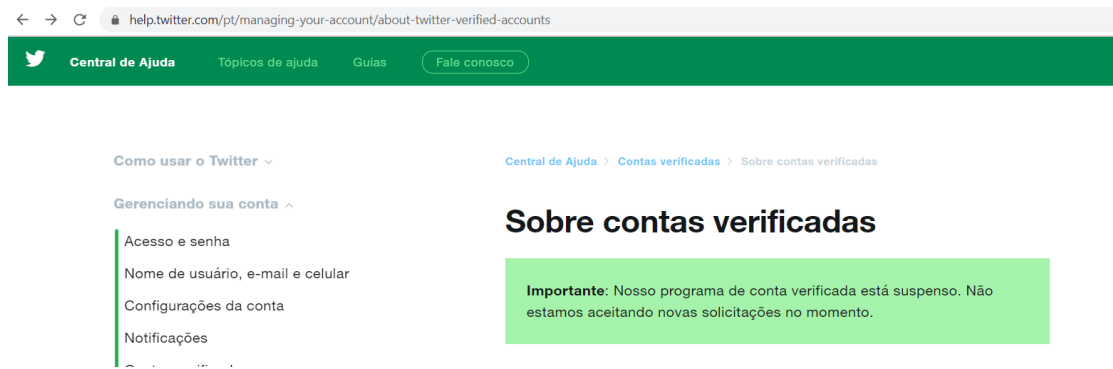 help.twitter.com/pt/managing-your-account/about-twitter-verified-accounts
Central de Ajuda Tópicos de ajuda Guias Fale conosco
Como usar o Twitter
Gerenciando sua conta
Acesso e senha
Nome de usuário, e-mail e celular
Configurações da conta
Notificações
Central de Ajuda > Contas verificadas > Sobre contas verificadas
Sobre contas verificadas
Importante: Nosso programa de conta verificada está suspenso. Não
estamos aceitando novas solicitações no momento.